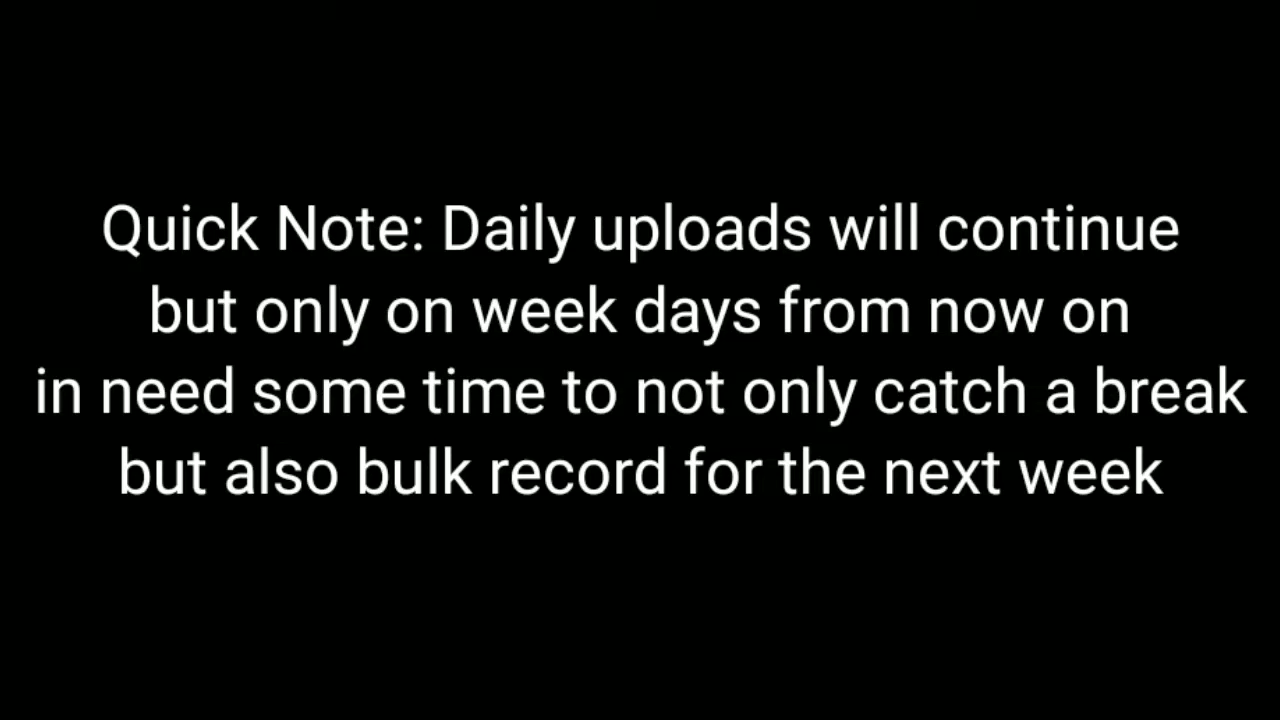 Quick Note: Daily uploads will continue
but only on week days from now on
in need some time to not only catch a break
but also bulk record for the next week